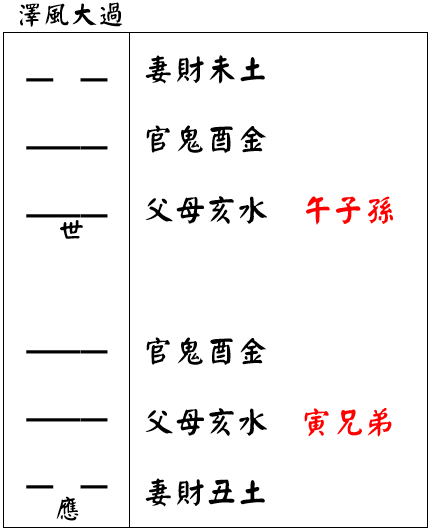 澤風大過
妻財未土
官鬼酉金
父母亥水 午子孫
世
官鬼酉金
父母亥水 寅兄弟
妻財丑土
應